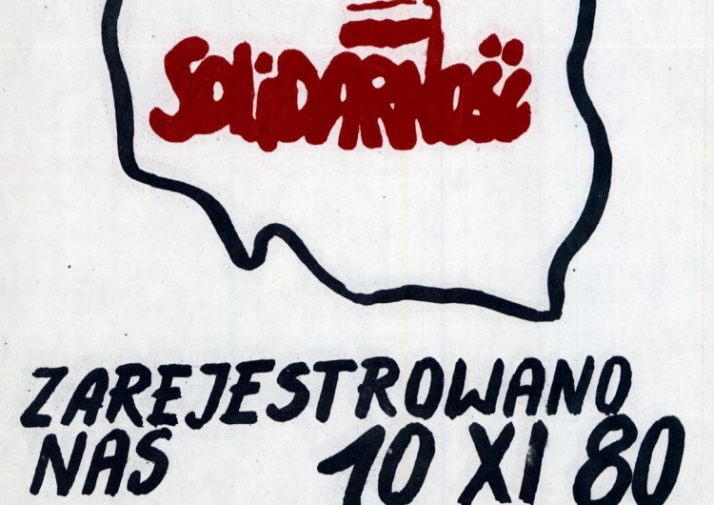 SOLiDARNOŚĆ
ZAREJESTROWANO
NAS 10 XI 80